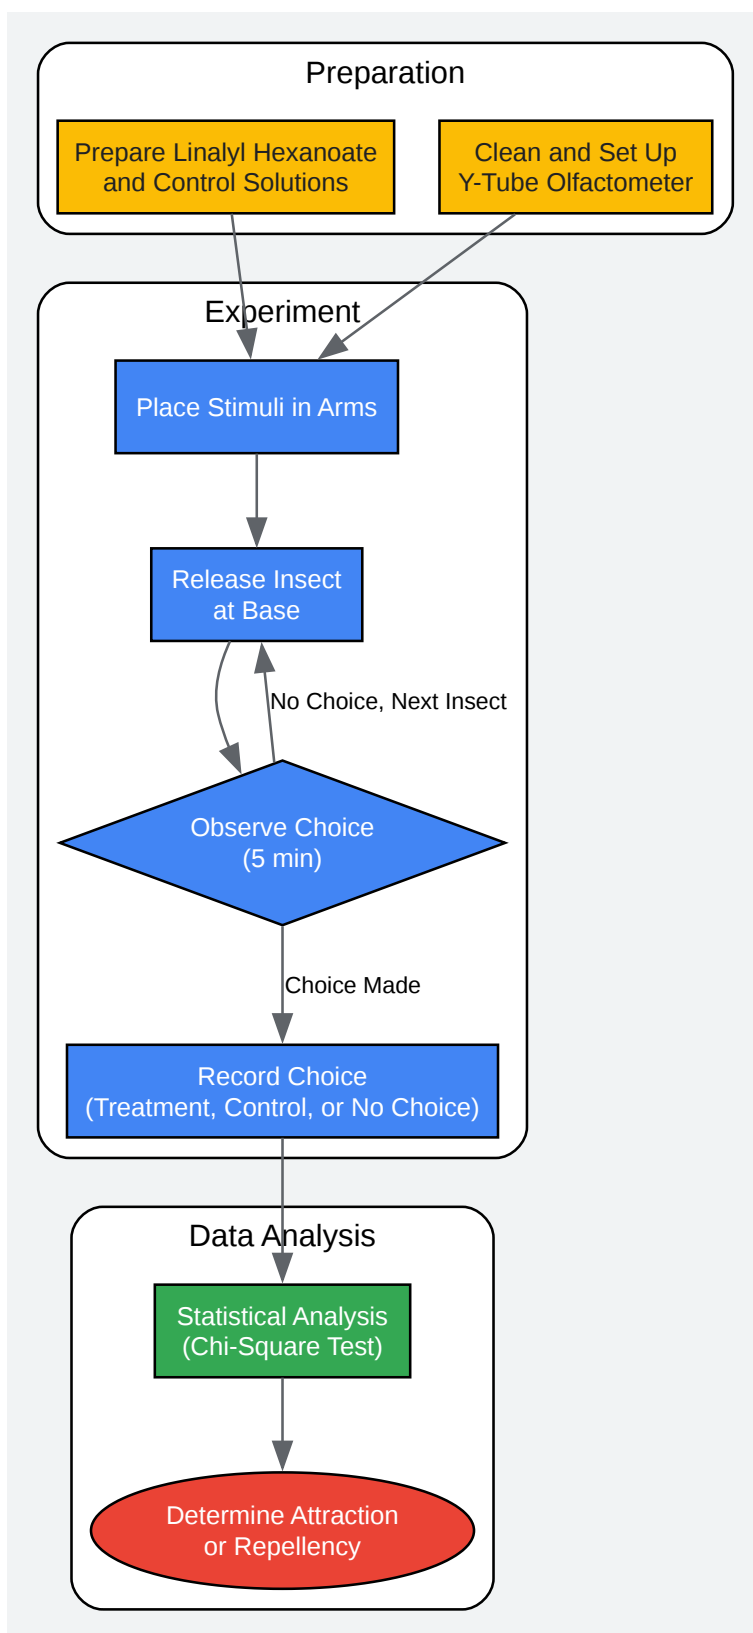 Preparation
Prepare Linalyl Hexanoate
and Control Solutions
Clean and Set Up
Y-Tube Olfactometer
Experiment
Place Stimuli in Arms
Release Insect
at Base
No Choice, Next Insect
Observe Choice
(5 min)
Choice Made
Record Choice
(Treatment, Control, or No Choice)
Data Analysis
Statistical Analysis
(Chi-Square Test)
Determine Attraction
or Repellency